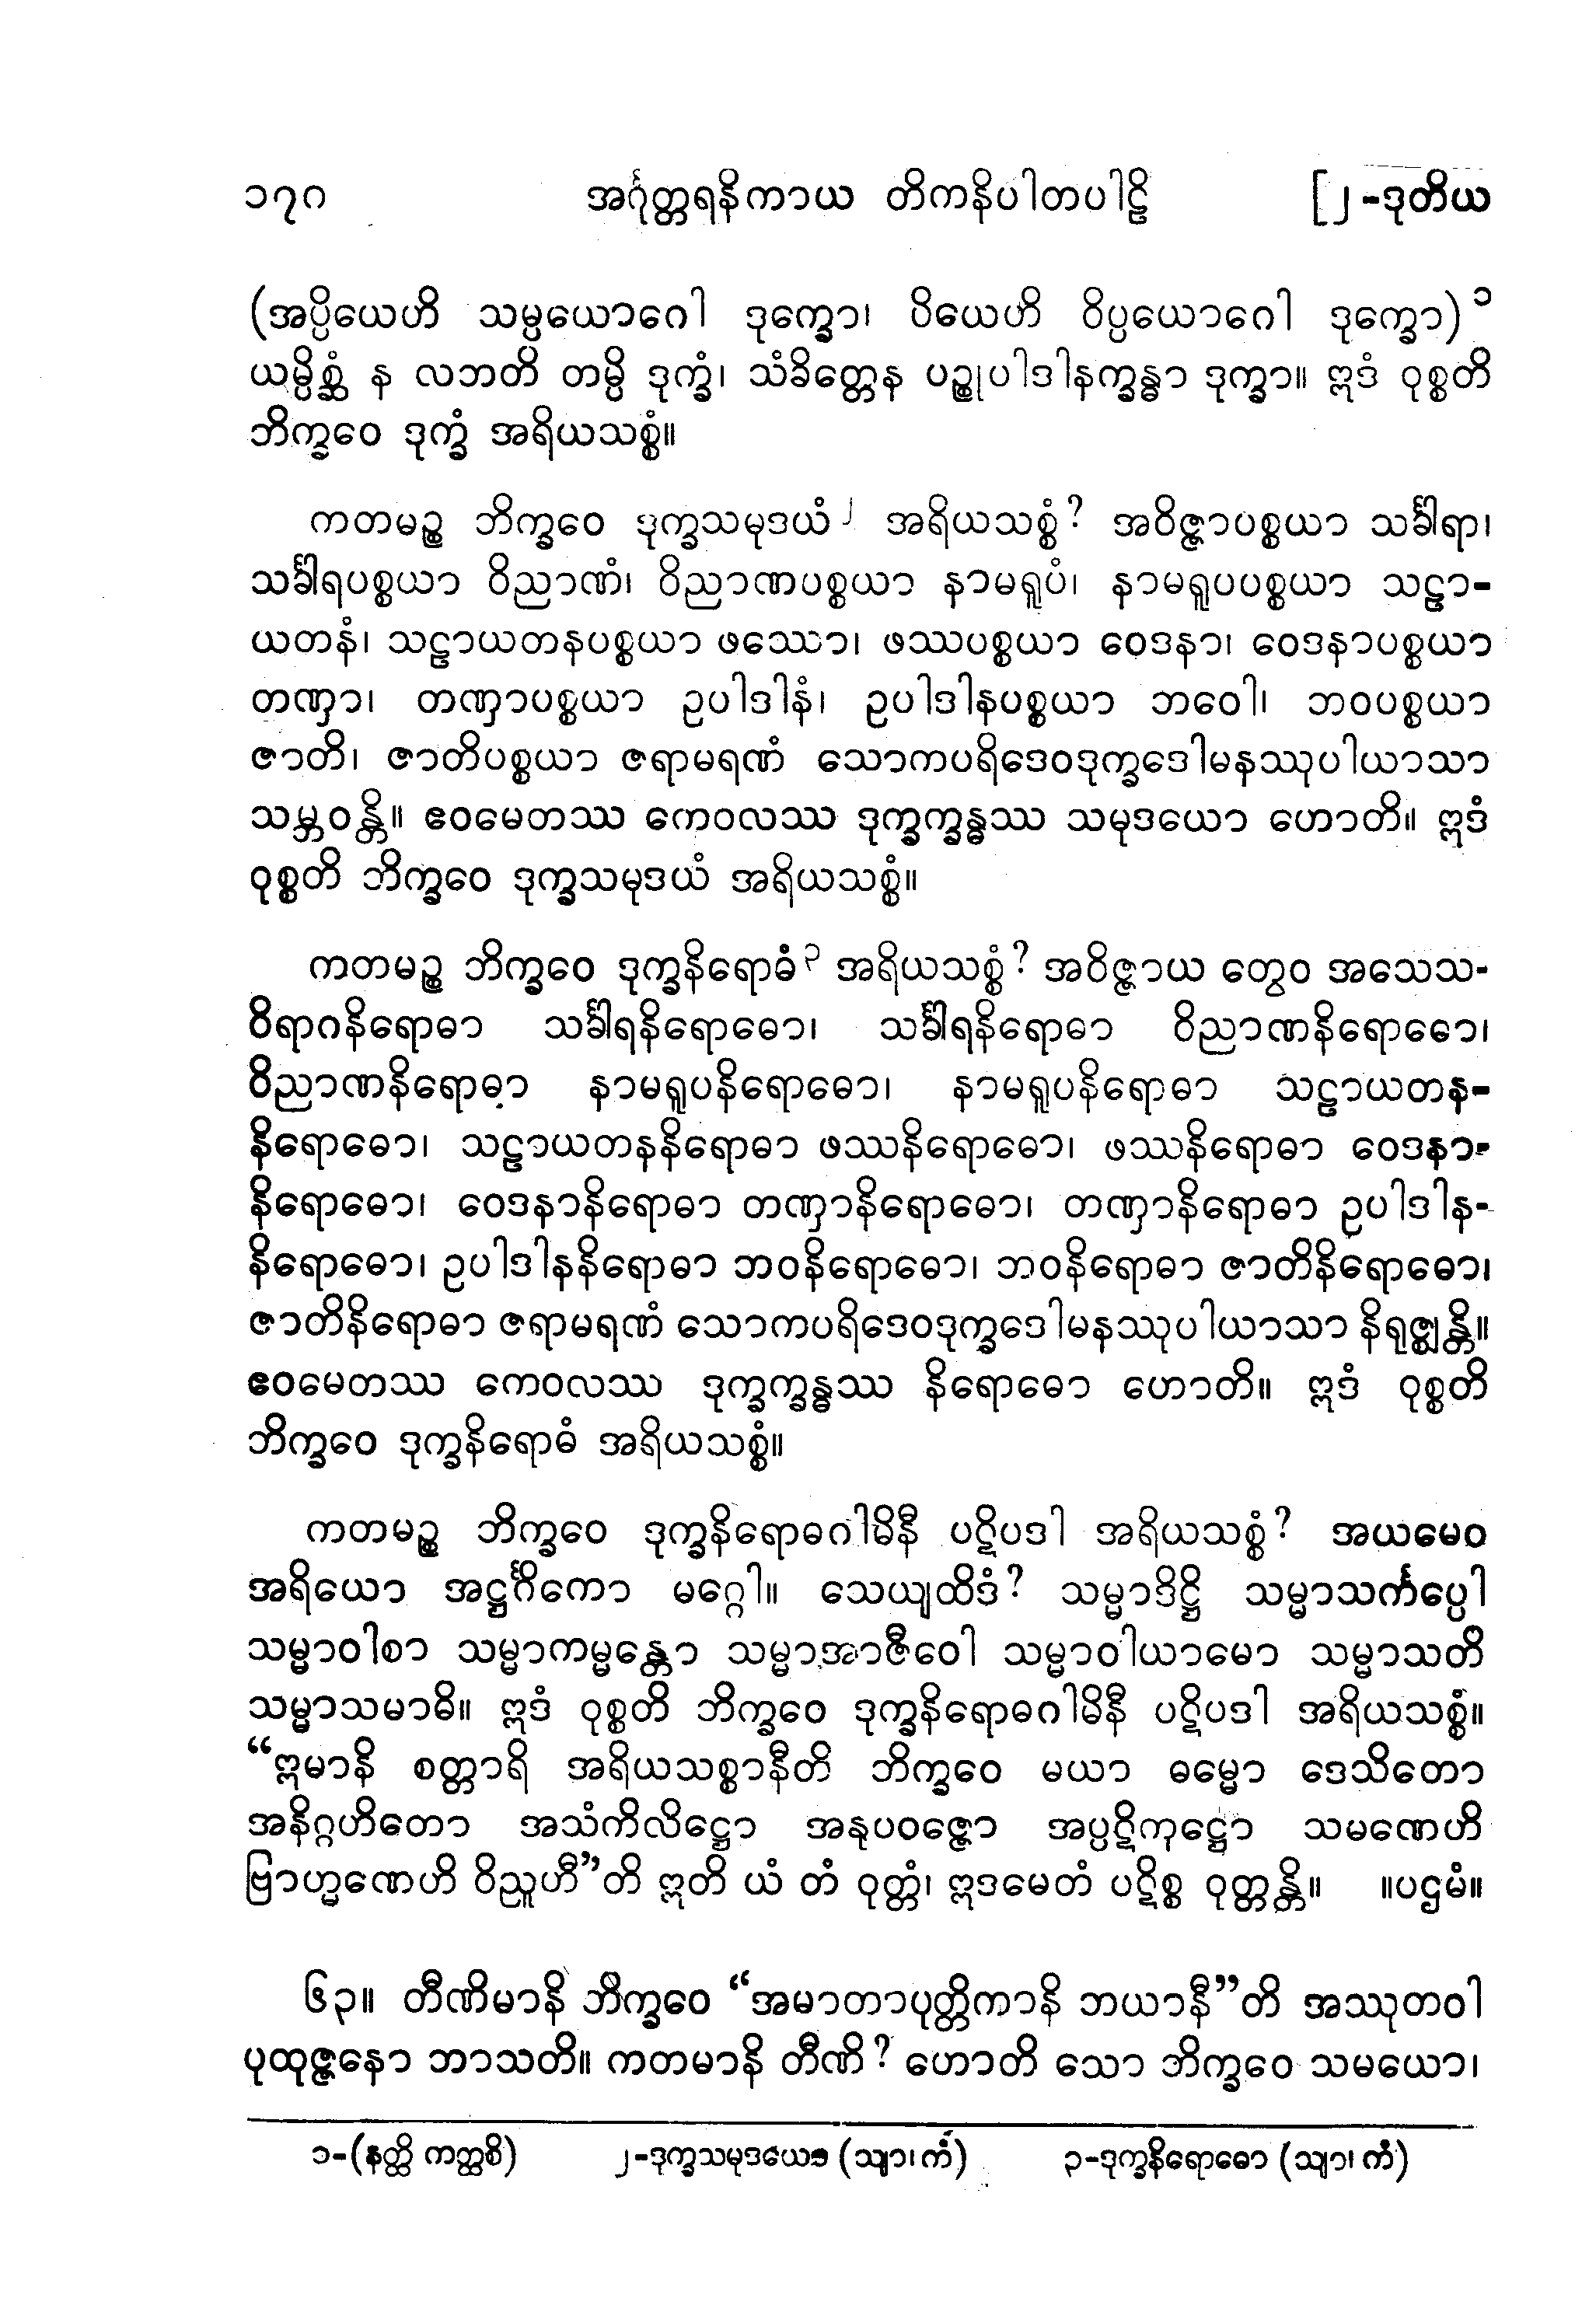 ၁၇၀ အင်္ဂုတ္တရနိကာယ တိကနိပါတပါဠိ [၂-ဒုတိယ
(အပ္ပိယေဟိ သမ္ပယောဂေါ ဒုက္ခော၊ ပိယေဟိ ဝိပ္ပယောဂေါ ဒုက္ခော)၁
ယမ္ပိစ္ဆံ န လဘတိ တမ္ပိ ဒုက္ခံ၊ သံခိတ္တေန ပဉ္စုပါဒါနက္ခန္ဓာ ဒုက္ခာ။ ဣဒံ ဝုစ္စတိ
ဘိက္ခဝေ ဒုက္ခံ အရိယသစ္စံ။
ကတမဉ္စ ဘိက္ခဝေ ဒုက္ခသမုဒယံ၂ အရိယသစ္စံ? အဝိဇ္ဇာပစ္စယာ သင်္ခါရာ၊
သင်္ခါရပစ္စယာ ဝိညာဏံ၊ ဝိညာဏပစ္စယာ နာမရူပံ၊ နာမရူပပစ္စယာ သဠာ-
ယတနံ၊ သဠာယတနပစ္စယာ ဖဿော၊ ဖဿပစ္စယာ ဝေဒနာ၊ ဝေဒနာပစ္စယာ
တဏှာ၊ တဏှာပစ္စယာ ဥပါဒါနံ၊ ဥပါဒါနပစ္စယာ ဘဝေါ၊ ဘဝပစ္စယာ
ဇာတိ၊ ဇာတိပစ္စယာ ဇရာမရဏံ သောကပရိဒေဝဒုက္ခဒေါမနဿုပါယာသာ
သမ္ဘဝန္တိ။ ဧဝမေတဿ ကေဝလဿ ဒုက္ခက္ခန္ဓဿ သမုဒယော ဟောတိ။ ဣဒံ
ဝုစ္စတိ ဘိက္ခဝေ ဒုက္ခသမုဒယံ အရိယသစ္စံ။
ကတမဉ္စ ဘိက္ခဝေ ဒုက္ခနိရောဓံ၃ အရိယသစ္စံ? အဝိဇ္ဇာယ တွေဝ အသေသ-
ဝိရာဂနိရောဓာ သင်္ခါရနိရောဓော၊ သင်္ခါရနိရောဓာ ဝိညာဏနိရောဓော၊
ဝိညာဏနိရောဓာ နာမရူပနိရောဓော၊ နာမရူပနိရောဓာ သဠာယတန-
နိရောဓော၊ သဠာယတနနိရောဓာ ဖဿနိရောဓော၊ ဖဿနိရောဓာ ဝေဒနာ-
နိရောဓော၊ ဝေဒနာနိရောဓာ တဏှာနိရောဓော၊ တဏှာနိရောဓာ ဥပါဒါန-
နိရောဓော၊ ဥပါဒါနနိရောဓာ ဘဝနိရောဓော၊ ဘဝနိရောဓာ ဇာတိနိရောဓော၊
ဇာတိနိရောဓာ ဇရာမရဏံ သောကပရိဒေဝဒုက္ခဒေါမနဿုပါယာသာ နိရုဇ္ဈန္တိ။
ဧဝမေတဿ ကေဝလဿ ဒုက္ခက္ခန္ဓဿ နိရောဓော ဟောတိ။ ဣဒံ ဝုစ္စတိ
ဘိက္ခဝေ ဒုက္ခနိရောဓံ အရိယသစ္စံ။
ကတမဉ္စ ဘိက္ခဝေ ဒုက္ခနိရောဓဂါမိနီ ပဋိပဒါ အရိယသစ္စံ? အယမေဝ
အရိယော အဋ္ဌင်္ဂိကော မဂ္ဂေါ။ သေယျထိဒံ? သမ္မာဒိဋ္ဌိ သမ္မာသင်္ကပ္ပေါ
သမ္မာဝါစာ သမ္မာကမ္မန္တော သမ္မာအာဇီဝေါ သမ္မာဝါယာမော သမ္မာသတိ
သမ္မာသမာဓိ။ ဣဒံ ဝုစ္စတိ ဘိက္ခဝေ ဒုက္ခနိရောဓဂါမိနီ ပဋိပဒါ အရိယသစ္စံ။
“ဣမာနိ စတ္တာရိ အရိယသစ္စာနီတိ ဘိက္ခဝေ မယာ ဓမ္မော ဒေသိတော
အနိဂ္ဂဟိတော အသံကိလိဋ္ဌော အနုပဝဇ္ဇော အပ္ပဋိကုဋ္ဌော သမဏေဟိ
ဗြာဟ္မဏေဟိ ဝိညူဟီ”တိ ဣတိ ယံ တံ ဝုတ္တံ၊ ဣဒမေတံ ပဋိစ္စ ဝုတ္တန္တိ။ ။ပဌမံ။
၆၃။ တီဏိမာနိ ဘိက္ခဝေ “အမာတာပုတ္တိကာနိ ဘယာနီ”တိ အဿုတဝါ
ပုထုဇ္ဇနော ဘာသတိ။ ကတမာနိ တီဏိ? ဟောတိ သော ဘိက္ခဝေ သမယော၊
၁-(နတ္ထိ ကတ္ထစိ) ၂-ဒုက္ခသမုဒယော (သျာ၊ကံ) ၃-ဒုက္ခနိရောဓော (သျာ၊ ကံ)